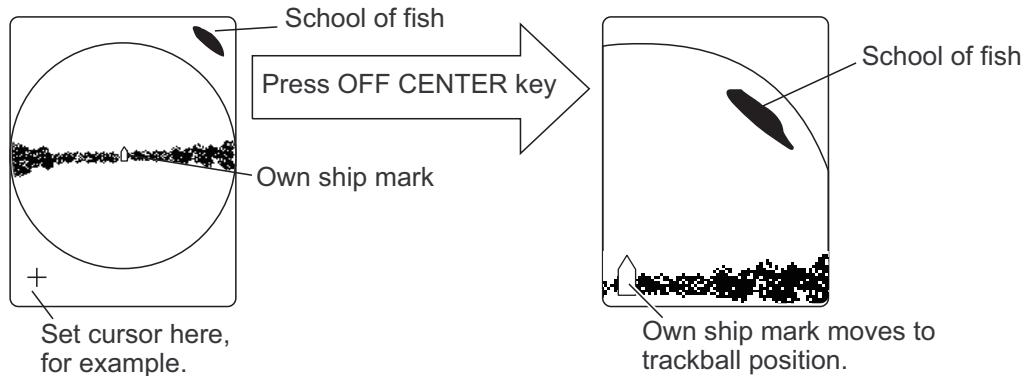 School of fish
Press OFF CENTER key
School of fish
Own ship mark
Set cursor here,
for example.
Own ship mark moves to
trackball position.